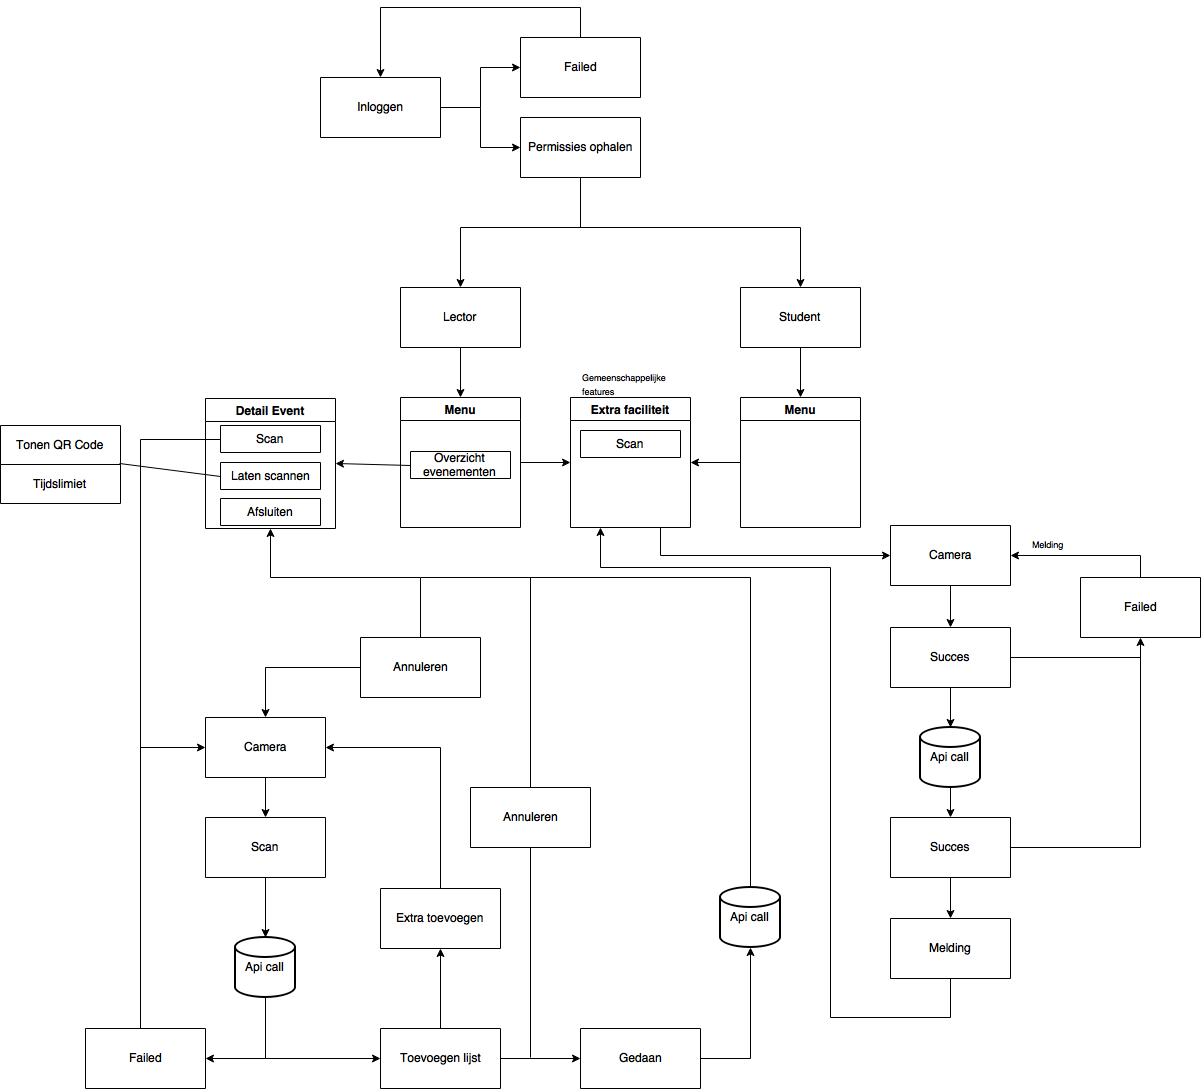 Failed
Inloggen
Permissies ophalen
Lector
Student
Gemeenschappelijke
features
Detail Event
Menu
Extra faciliteit
Menu
Tonen QR Code
Scan
Scan
Overzicht
evenementen
Tijdslimiet
Laten scannen
Afsluiten
Camera
Melding
Failed
Annuleren
Succes
Camera
Api call
Annuleren
Scan
Succes
Extra toevoegen
Api call
Melding
Api call
Failed
Toevoegen lijst
Gedaan